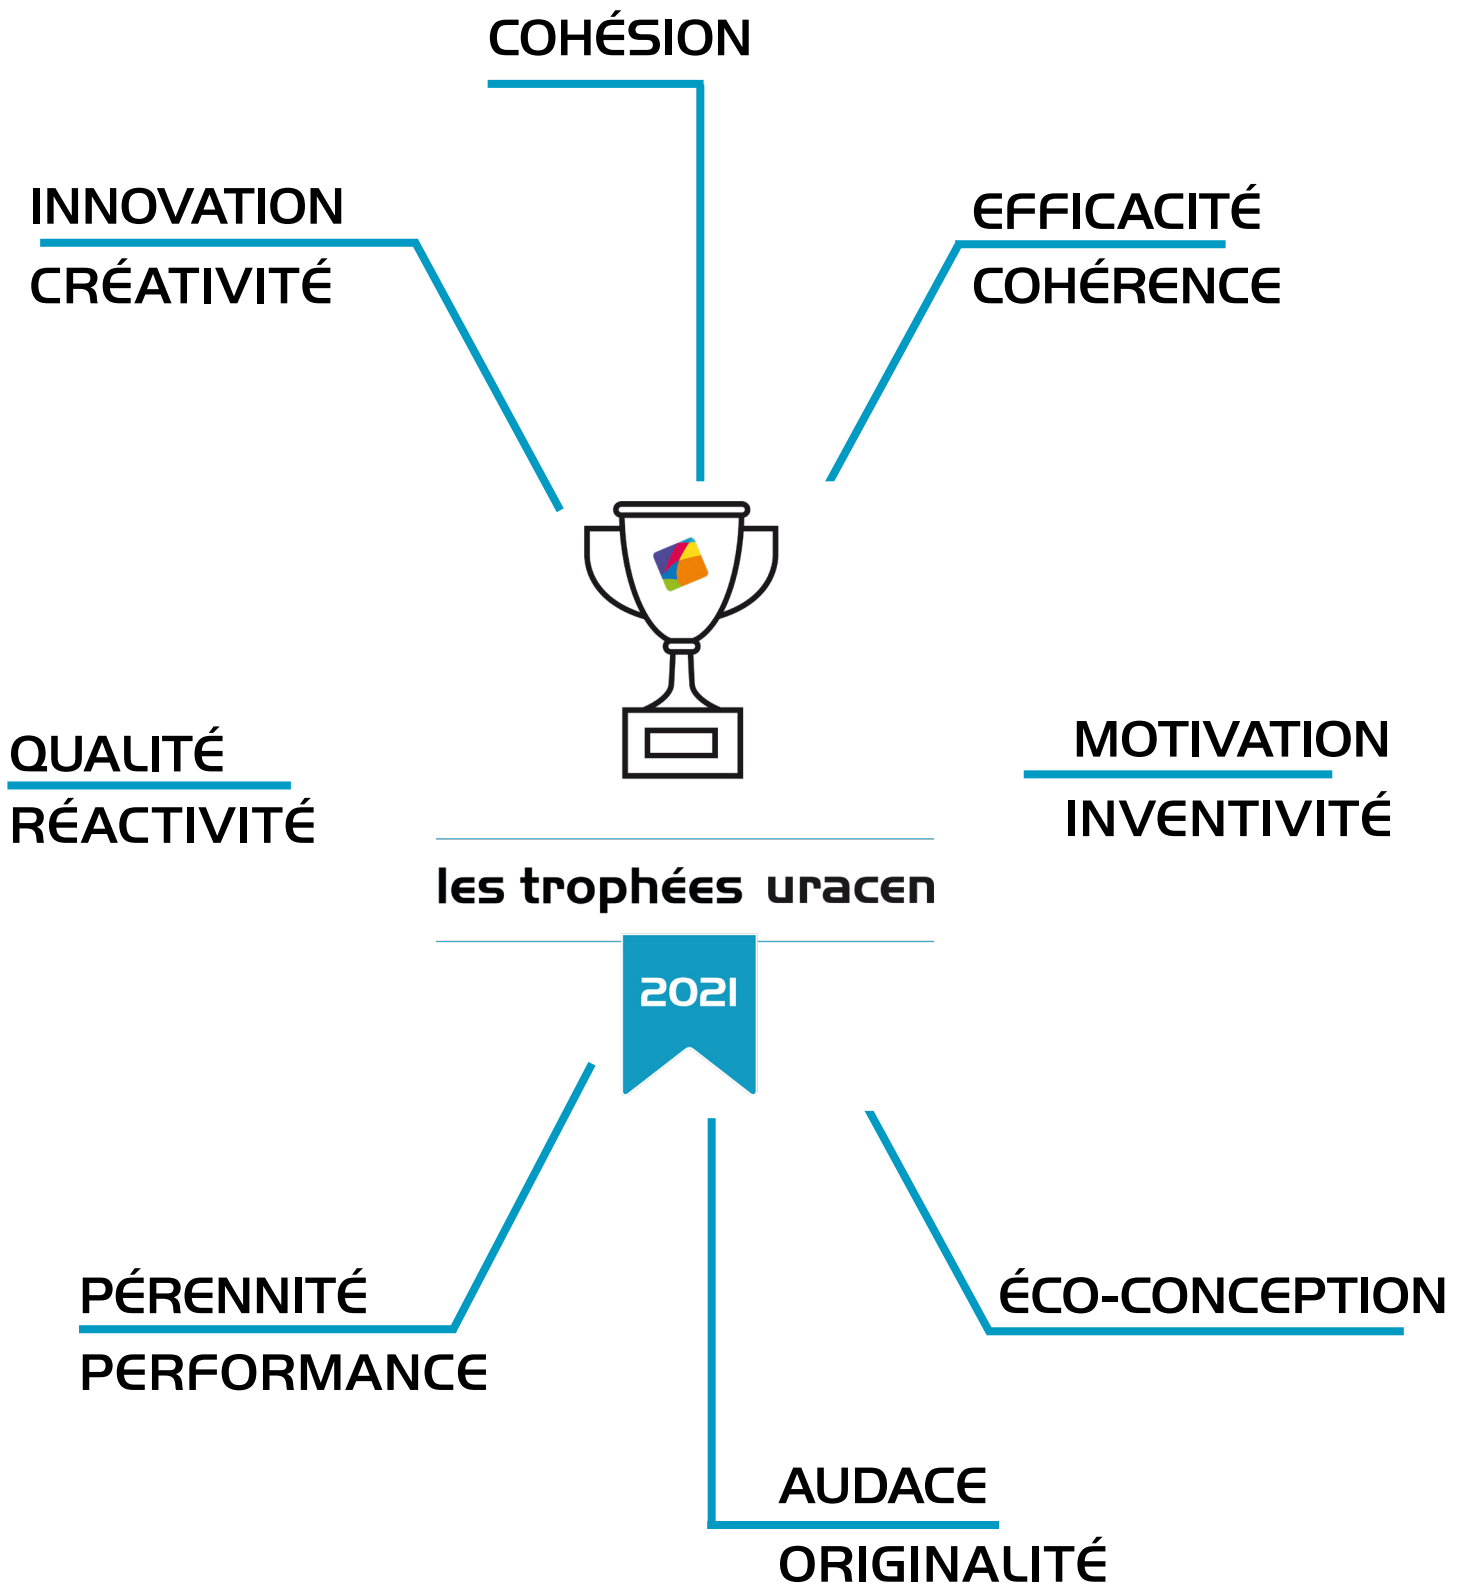 COHÉSION
INNOVATION
CRÉATIVITÉ
EFFICACITÉ
COHÉRENCE
QUALITÉ
RÉACTIVITÉ
MOTIVATION
INVENTIVITÉ
les trophées uracen
2021
PÉRENNITÉ
PERFORMANCE
ÉCO-CONCEPTION
AUDACE
ORIGINALITÉ